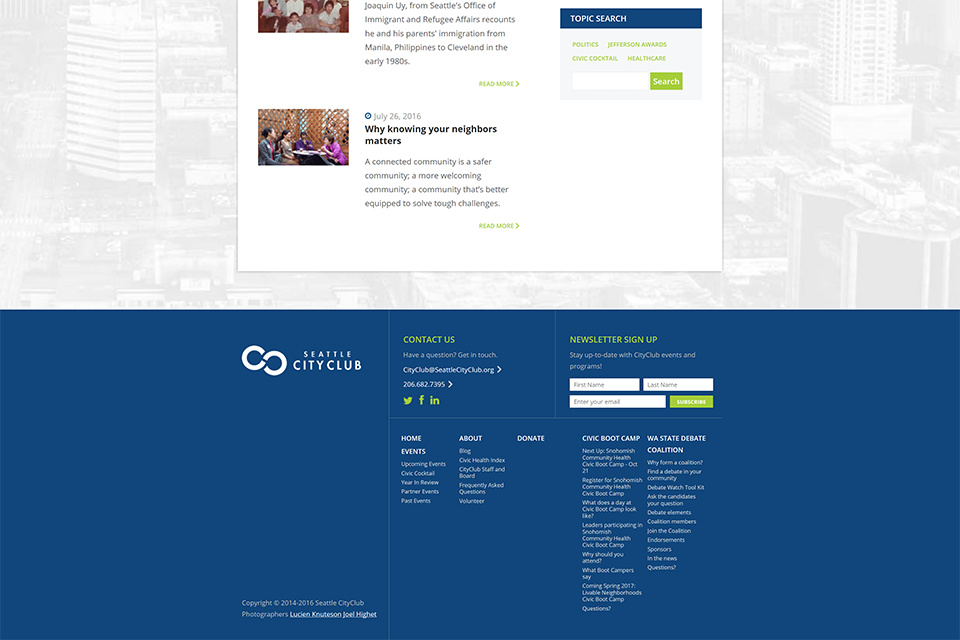 Joaquin Uy, from Seattle's Office of
Immigrant and Refugee Affairs recounts
he and his parents' immigration from
Manila, Philippines to Cleveland in the
early 1980s.
READ MORE
July 26, 2016
Why knowing your neighbors
matters
A connected community is a safer
community; a more welcoming
community; a community that's better
equipped to solve tough challenges.
READ MORE
TOPIC SEARCH
POLITICS JEFFERSON AWARDS
CIVIC COCKTAIL HEALTHCARE
Search
SEATTLE
CITYCLUB
CONTACT US
Have a question? Get in touch.
CityClub@SeattleCityClub.org
206.682.7395
NEWSLETTER SIGN UP
Stay up-to-date with CityClub events and
programs!
First Name Last Name
Enter your email SUBSCRIBE
HOME
EVENTS
Upcoming Events
Civic Cocktail
Year In Review
Partner Events
Past Events
ABOUT
Blog
Civic Health Index
CityClub Staff and
Board
Frequently Asked
Questions
Volunteer
DONATE
CIVIC BOOT CAMP
Next Up: Snohomish
Community Health
Civic Boot Camp - Oct
21
Register for Snohomish
Community Health
Civic Boot Camp
What does a day at
Civic Boot Camp look
like?
Leaders participating in
Snohomish
Community Health
Civic Boot Camp
Why should you
attend?
What Boot Campers
say
Coming Spring 2017:
Livable Neighborhoods
Civic Boot Camp
Questions?
WA STATE DEBATE
COALITION
Why form a coalition?
Find a debate in your
community
Debate Watch Tool Kit
Ask the candidates
your question
Debate elements
Coalition members
Join the Coalition
Endorsements
Sponsors
In the news
Questions?
Copyright © 2014-2016 Seattle CityClub
Photographers Lucien Knuteson Joel Highet